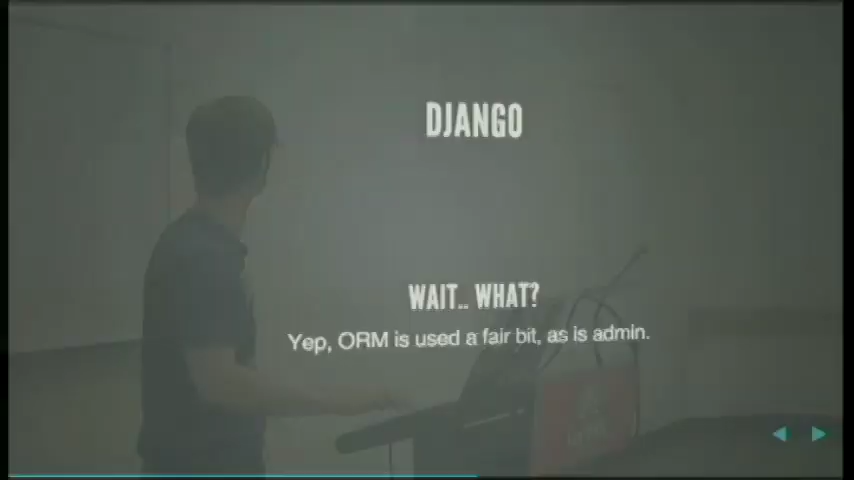 DJANGO
WAIT.. WHAT?
Yep, ORM is used a fair bit, as is admin.